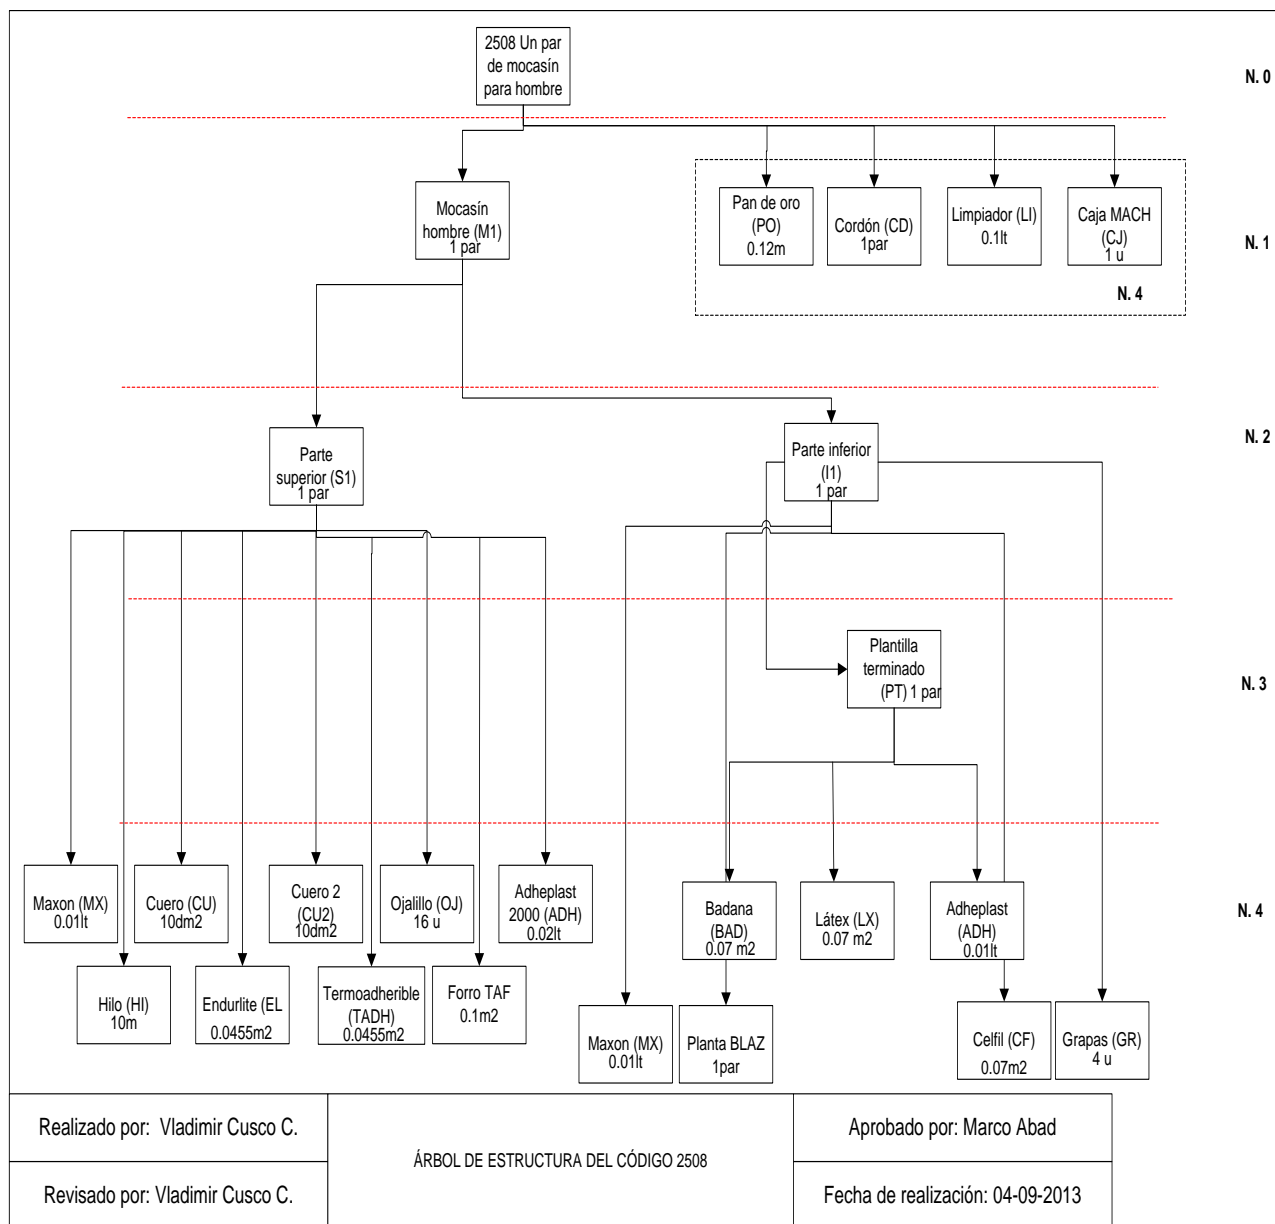 2508 Un par
de mocasín
para hombre
N. 0
Mocasín
hombre (M1)
1 par
Pan de oro
(PO)
0.12m
Cordón (CD)
1par
Limpiador (LI)
0.1lt
Caja MACH
(CJ)
1 u
N. 1
N. 4
Parte
superior (S1)
1 par
Parte inferior
(I1)
1 par
N. 2
Plantilla
terminado
(PT) 1 par
N. 3
Maxon (MX)
0.01lt
Cuero (CU)
10dm2
Cuero 2
(CU2)
10dm2
Ojalillo (OJ)
16 u
Adheplast
2000 (ADH)
0.02lt
Badana
(BAD)
0.07 m2
Látex (LX)
0.07 m2
Adheplast
(ADH)
0.01lt
N. 4
Hilo (HI)
10m
Endurlite (EL
0.0455m2
Termoadherible
(TADH)
0.0455m2
Forro TAF
0.1m2
Maxon (MX)
0.01lt
Planta BLAZ
1par
Celfil (CF)
0.07m2
Grapas (GR)
4 u
Realizado por: Vladimir Cusco C.
Revisado por: Vladimir Cusco C.
ÁRBOL DE ESTRUCTURA DEL CÓDIGO 2508
Aprobado por: Marco Abad
Fecha de realización: 04-09-2013